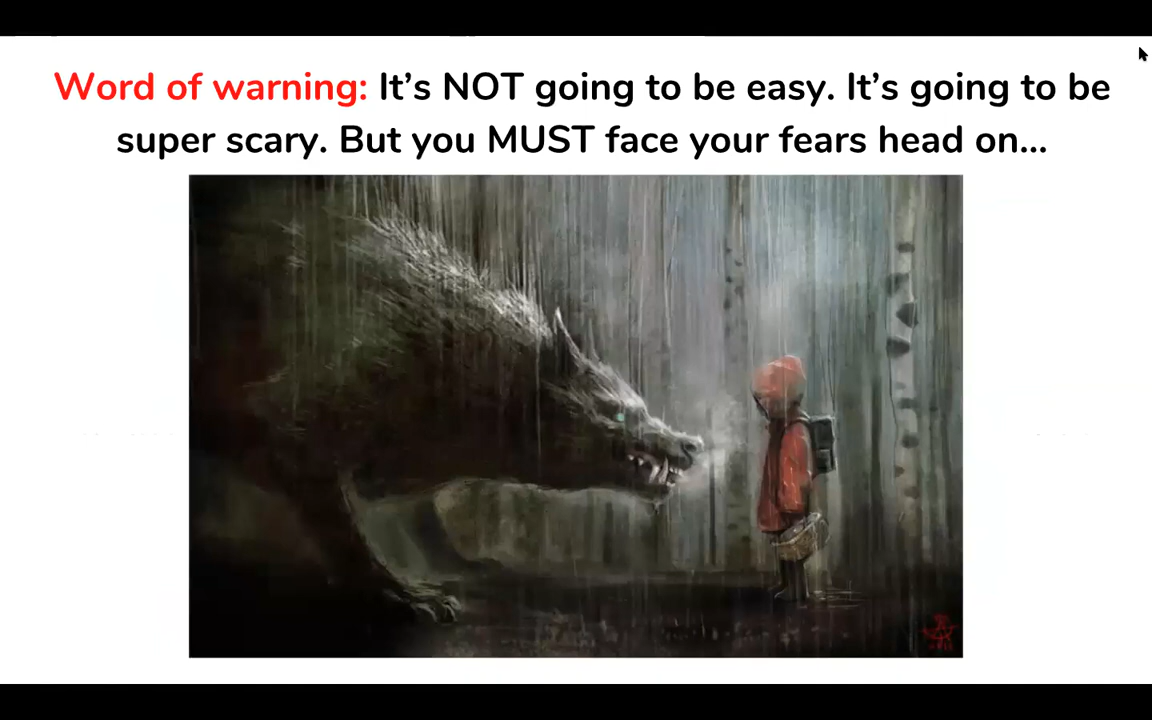 Word of warning: It’s NOT going to be easy. It’s going to be
super scary. But you MUST face your fears head on...